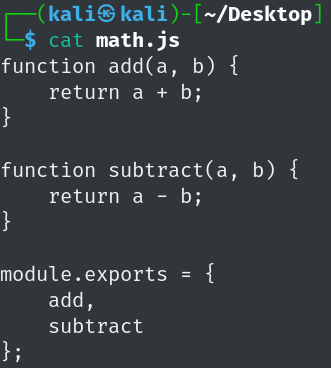 ┌──(kali㉿kali)-[~/Desktop]
└─$ cat math.js
function add(a, b) {
    return a + b;
}

function subtract(a, b) {
    return a - b;
}

module.exports = {
    add,
    subtract
};